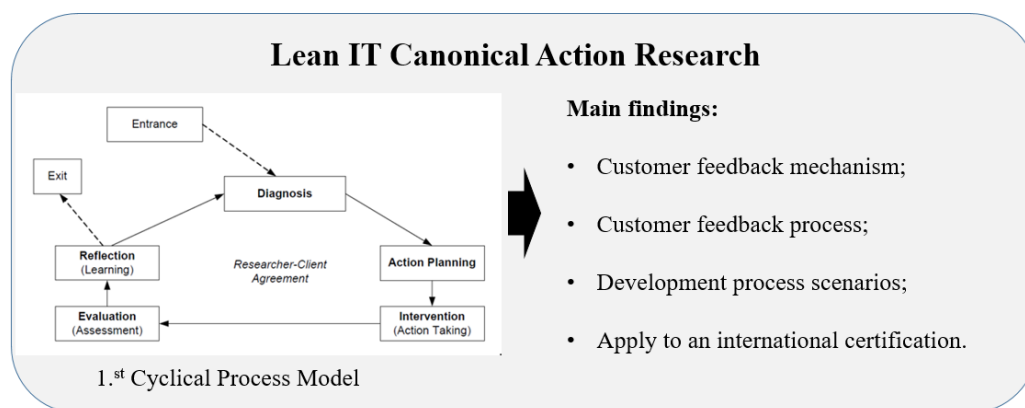 Lean IT Canonical Action Research
Entrance
Exit
Diagnosis
Reflection
(Learning)
Researcher-Client
Agreement
Action Planning
Evaluation
(Assessment)
Intervention
(Action Taking)
1.st Cyclical Process Model
Main findings:
• Customer feedback mechanism;
• Customer feedback process;
• Development process scenarios;
• Apply to an international certification.